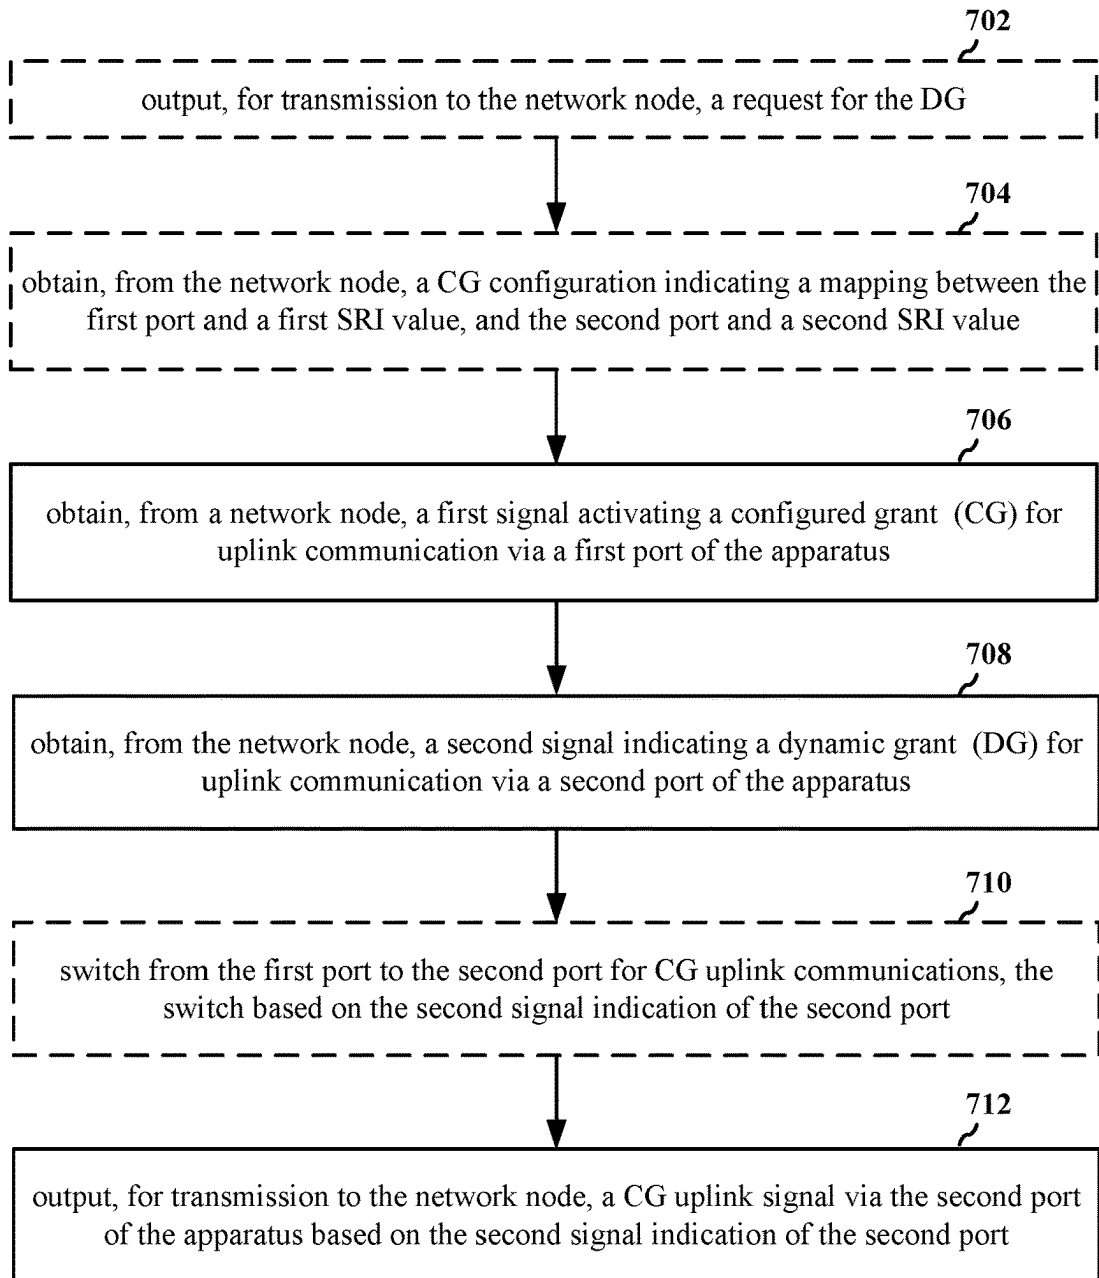 702
output, for transmission to the network node, a request for the DG
704
obtain, from the network node, a CG configuration indicating a mapping between the
first port and a first SRI value, and the second port and a second SRI value
706
obtain, from a network node, a first signal activating a configured grant (CG) for
uplink communication via a first port of the apparatus
708
obtain, from the network node, a second signal indicating a dynamic grant (DG) for
uplink communication via a second port of the apparatus
710
switch from the first port to the second port for CG uplink communications, the
switch based on the second signal indication of the second port
712
output, for transmission to the network node, a CG uplink signal via the second port
of the apparatus based on the second signal indication of the second port